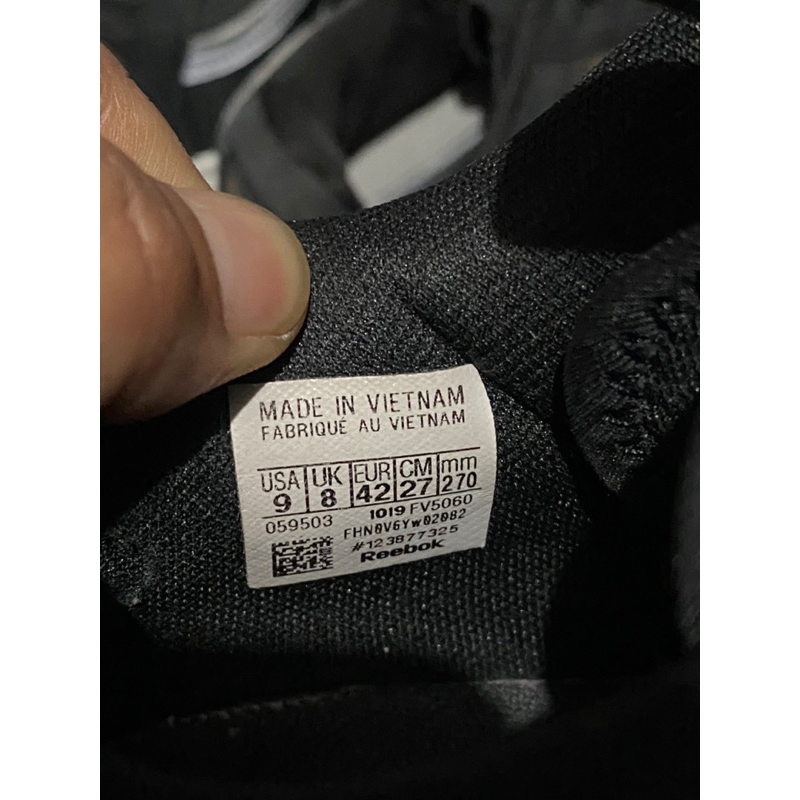 MADE IN VIETNAM
FABRIQUÉ AU VIETNAM
USA UK EUR CM mm
9 8 42 27 270
059503 1019 FV5060
FHN0V6Yw02082
#123877325
Reebok